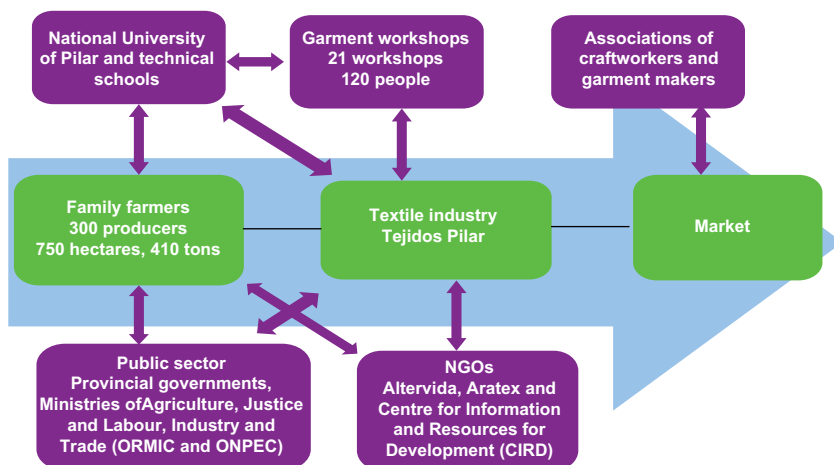 National University
of Pilar and technical
schools
Garment workshops
21 workshops
120 people
Associations of
craftworkers and
garment makers
Family farmers
300 producers
750 hectares, 410 tons
Textile industry
Tejidos Pilar
Market
Public sector
Provincial governments,
Ministries ofAgriculture, Justice
and Labour, Industry and
Trade (ORMIC and ONPEC)
NGOs
Altervida, Aratex and
Centre for Information
and Resources for
Development (CIRD)